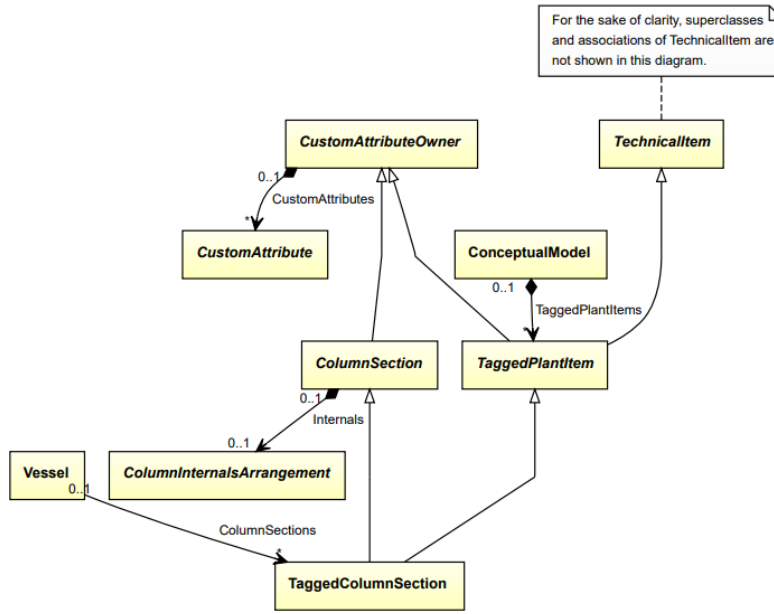 For the sake of clarity, superclasses
and associations of TechnicalItem are
not shown in this diagram.
CustomAttributeOwner
TechnicalItem
0..1
CustomAttributes
*
CustomAttribute
ConceptualModel
0..1
TaggedPlantItems
*
ColumnSection
TaggedPlantItem
0..1
Internals
0..1
Vessel
ColumnInternalsArrangement
0..1
ColumnSections
*
TaggedColumnSection